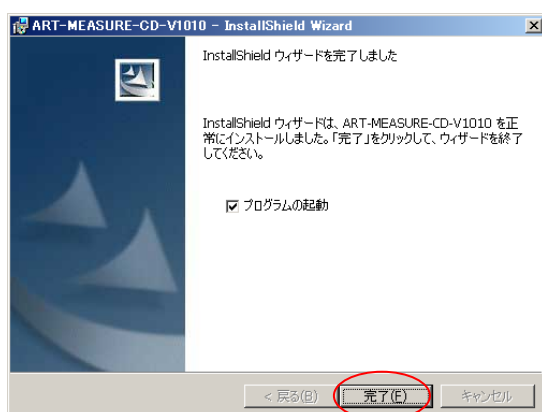 ART-MEASURE-CD-V1010 - InstallShield Wizard
InstallShield ウィザードを完了しました
InstallShield ウィザードは、ART-MEASURE-CD-V1010 を正
常にインストールしました。「完了」をクリックして、ウィザードを終了
してください。
プログラムの起動
< 戻る(B)
完了(F)
キャンセル